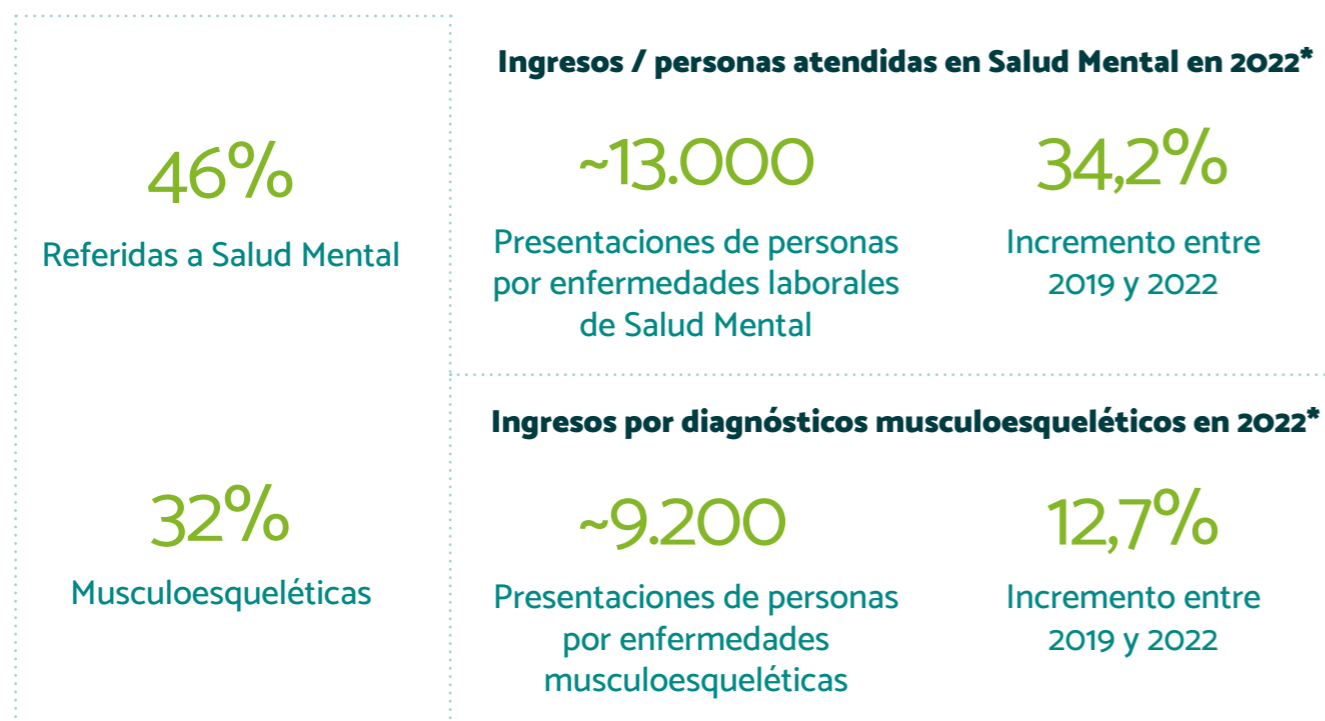 46%
Referidas a Salud Mental
Ingresos / personas atendidas en Salud Mental en 2022*
~13.000
Presentaciones de personas
por enfermedades laborales
de Salud Mental
34,2%
Incremento entre
2019 y 2022
32%
Musculoesqueléticas
Ingresos por diagnósticos musculoesqueléticos en 2022*
~9.200
Presentaciones de personas
por enfermedades
musculoesqueléticas
12,7%
Incremento entre
2019 y 2022